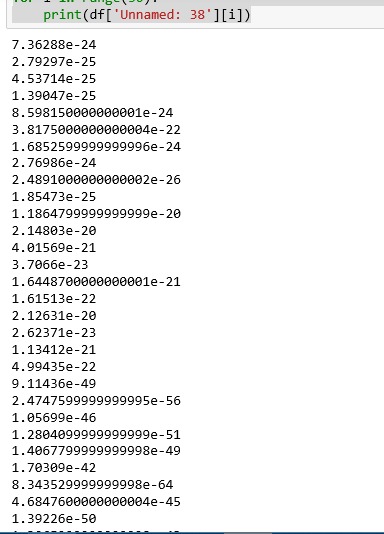 print(df['Unnamed: 38'][i])
7.36288e-24
2.79297e-25
4.53714e-25
1.39047e-25
8.598150000000001e-24
3.8175000000000004e-22
1.6852599999999996e-24
2.76986e-24
2.4891000000000002e-26
1.85473e-25
1.1864799999999999e-20
2.14803e-20
4.01569e-21
3.7066e-23
1.6448700000000001e-21
1.61513e-22
2.12631e-20
2.62371e-23
1.13412e-21
4.99435e-22
9.11436e-49
2.4747599999999995e-56
1.05699e-46
1.2804099999999999e-51
1.4067799999999998e-49
1.70309e-42
8.343529999999998e-64
4.6847600000000004e-45
1.39226e-50